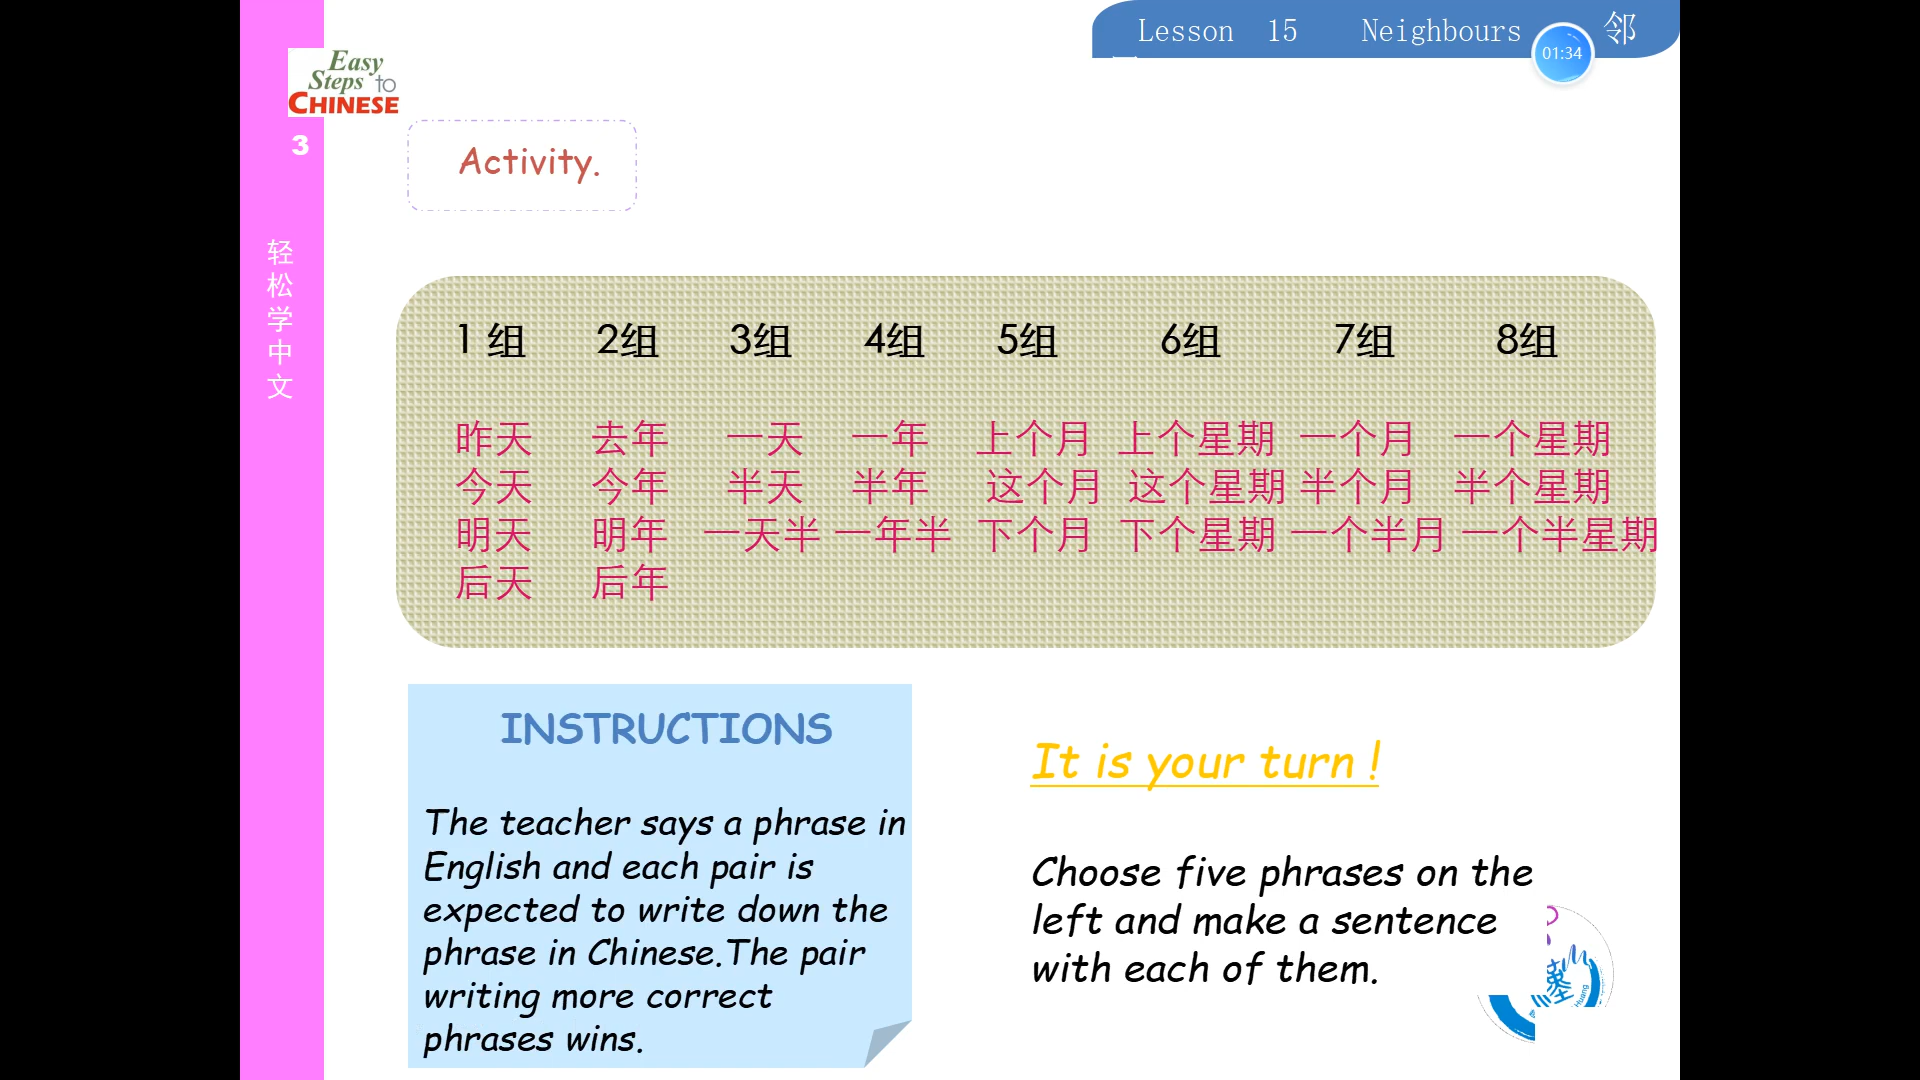 Lesson 15 Neighbours 邻
01:34
Easy
Steps to
CHINESE
3
轻松学中文
Activity.
1 组 2组 3组 4组 5组 6组 7组 8组
昨天 去年 一天 一年 上个月 上个星期 一个月 一个星期
今天 今年 半天 半年 这个月 这个星期 半个月 半个星期
明天 明年 一天半 一年半 下个月 下个星期 一个半月 一个半星期
后天 后年
INSTRUCTIONS
The teacher says a phrase in
English and each pair is
expected to write down the
phrase in Chinese.The pair
writing more correct
phrases wins.
It is your turn !
Choose five phrases on the
left and make a sentence
with each of them.
Huang